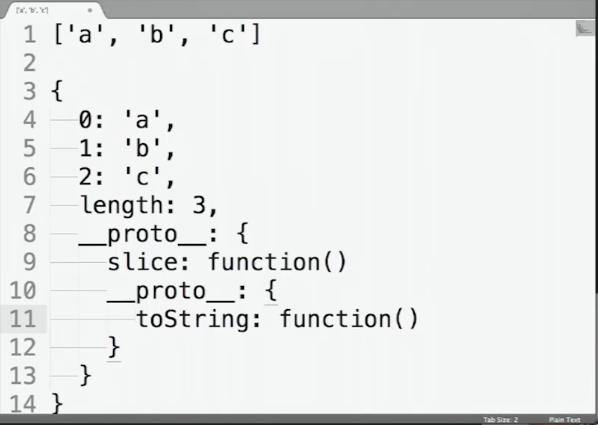 ['a', 'b', 'c']
1 ['a', 'b', 'c']
2
3 {
4 0: 'a',
5 1: 'b',
6 2: 'c',
7 length: 3,
8 __proto__: {
9 slice: function()
10 __proto__: {
11 toString: function()
12 }
13 }
14 }
Tab Size: 2 Plain Text